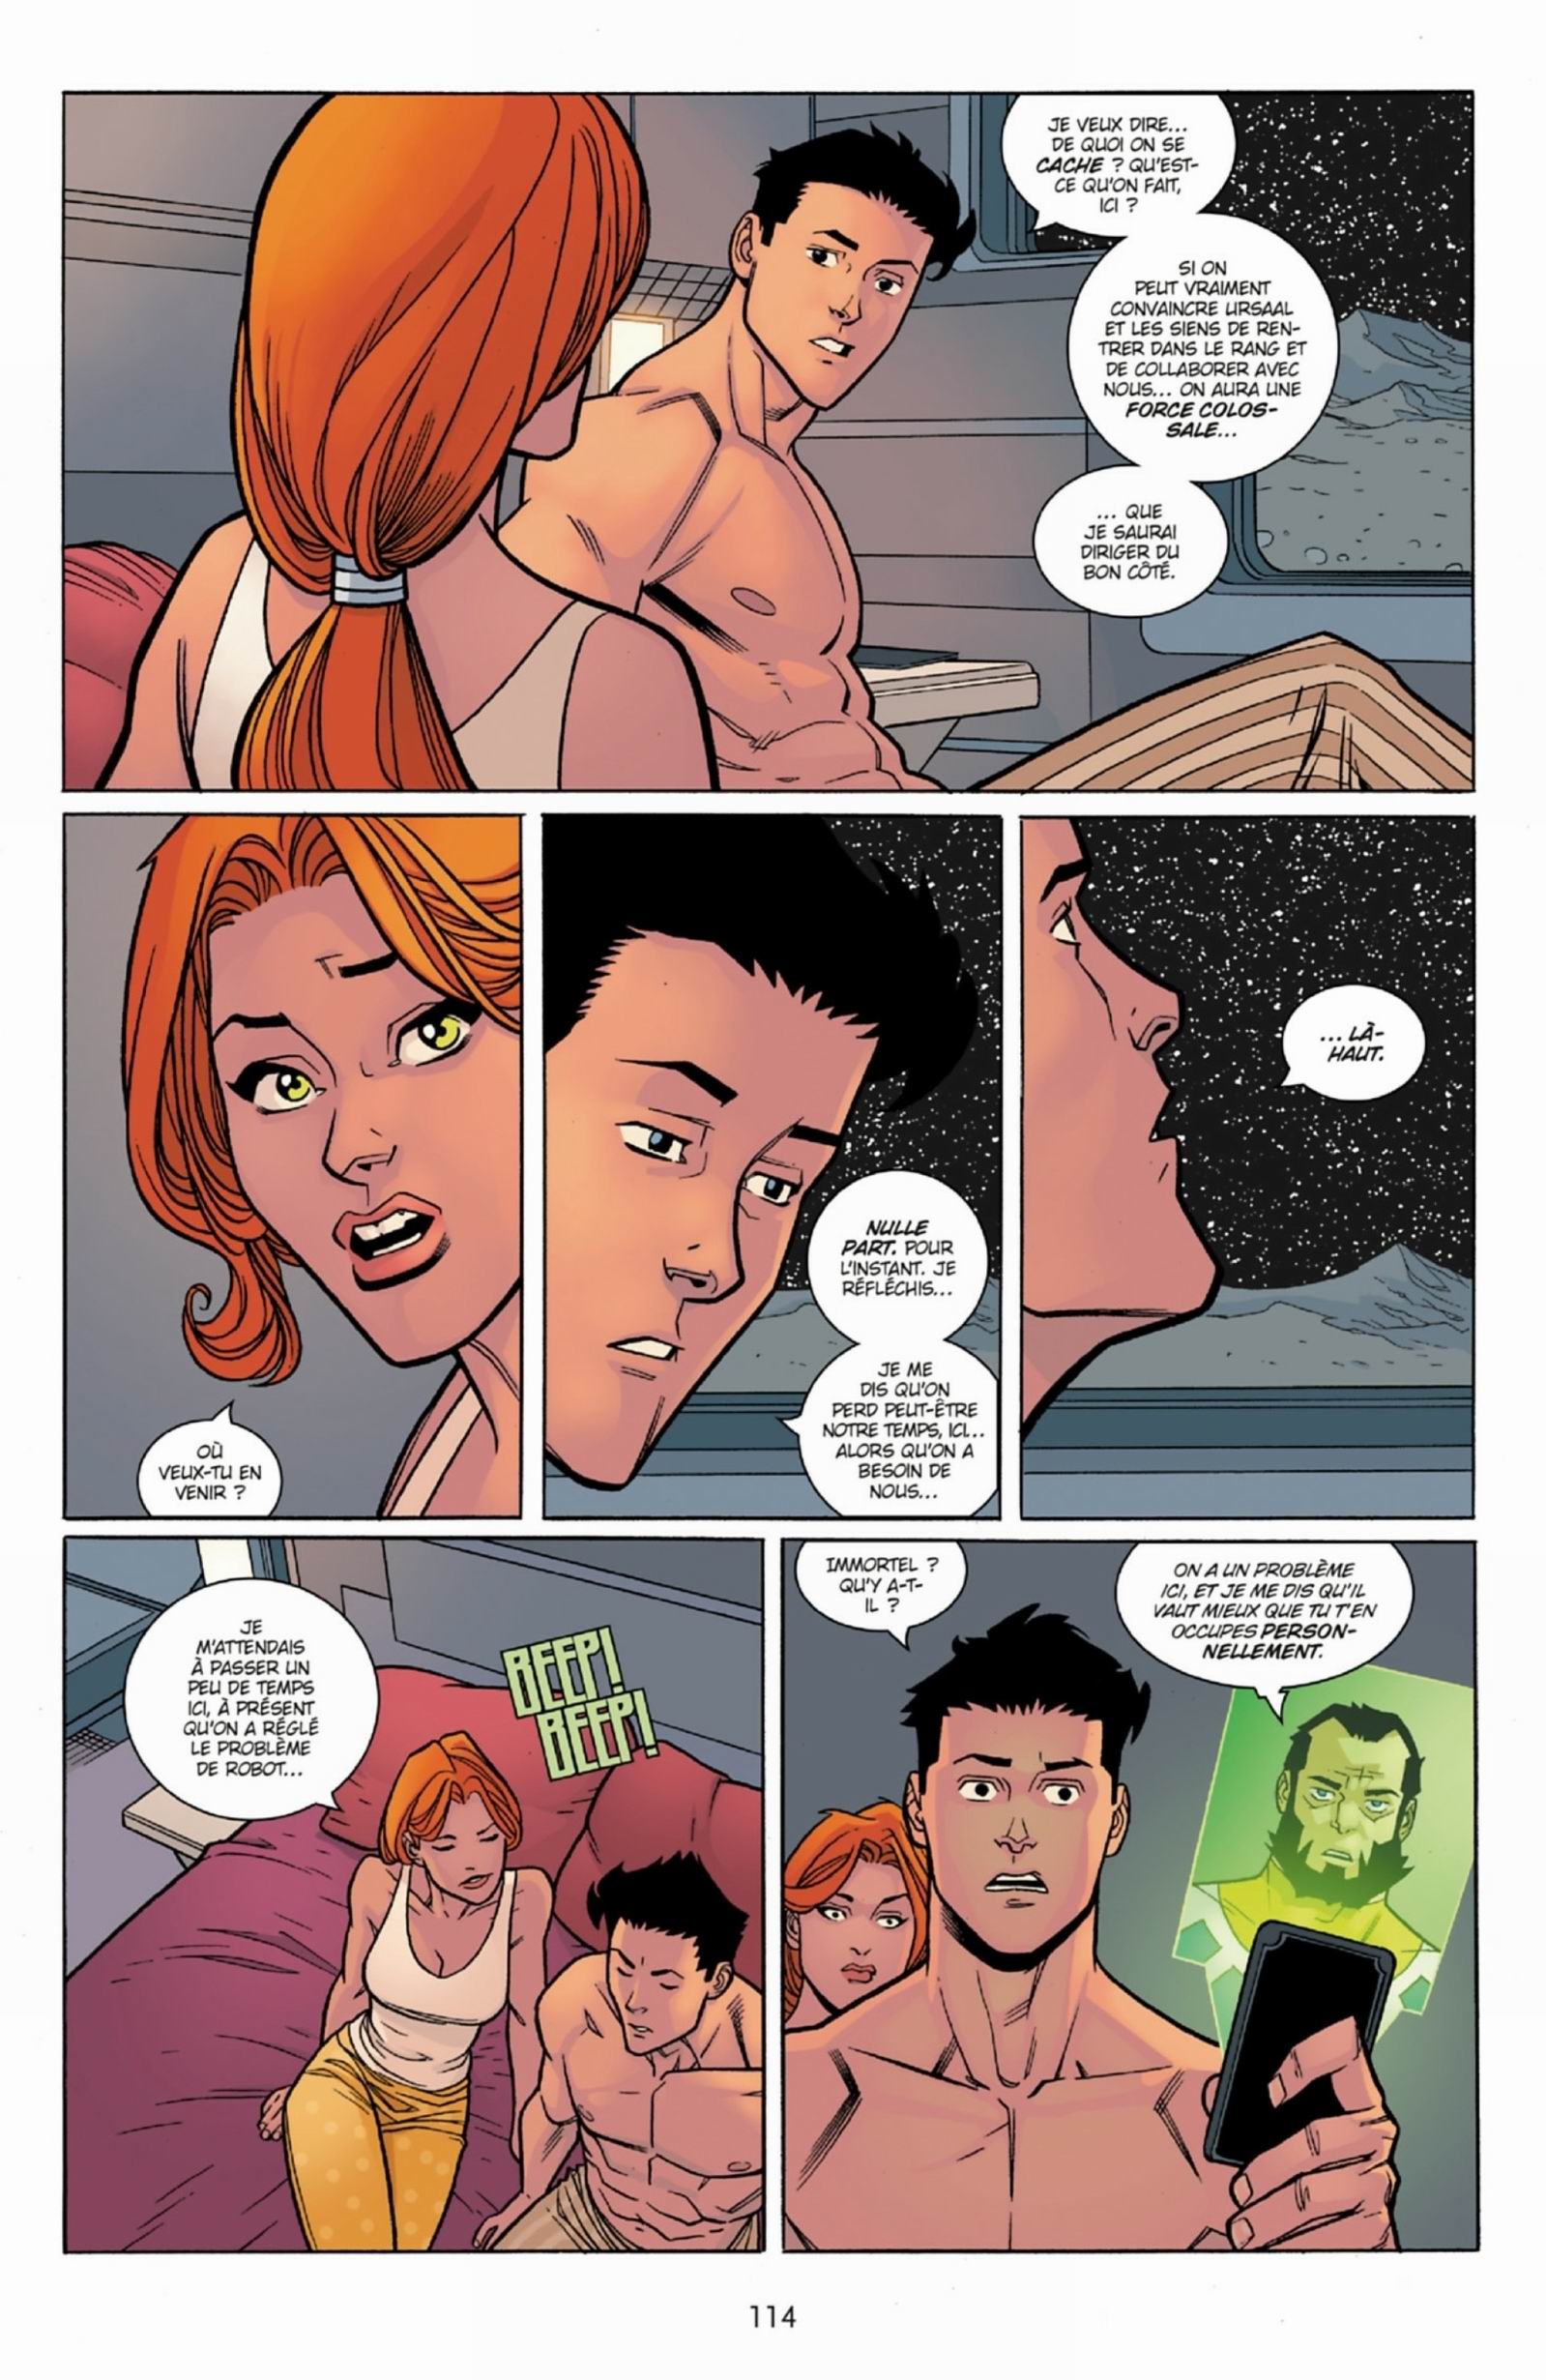 JE VEUX DIRE...
DE QUOI ON SE
CACHE ? QU'EST-
CE QU'ON FAIT,
ICI ?
SI ON
PEUT VRAIMENT
CONVAINCRE URSAAL
ET LES SIENS DE REN-
TRER DANS LE RANG ET
DE COLLABORER AVEC
NOUS... ON AURA UNE
FORCE COLOS-
SALE...
... QUE
JE SAURAI
DIRIGER DU
BON CÔTÉ.
OÙ
VEUX-TU EN
VENIR ?
NULLE
PART. POUR
L'INSTANT. JE
RÉFLÉCHIS...
JE ME
DIS QU'ON
PERD PEUT-ÊTRE
NOTRE TEMPS, ICI...
ALORS QU'ON A
BESOIN DE
NOUS...
... LÀ-
HAUT.
JE
M'ATTENDAIS
À PASSER UN
PEU DE TEMPS
ICI, À PRÉSENT
QU'ON A RÉGLÉ
LE PROBLÈME
DE ROBOT...
BEEP!
BEEP!
IMMORTEL ?
QU'Y A-T-
IL ?
ON A UN PROBLÈME
ICI, ET JE ME DIS QU'IL
VAUT MIEUX QUE TU T'EN
OCCUPES PERSON-
NELLEMENT.
114